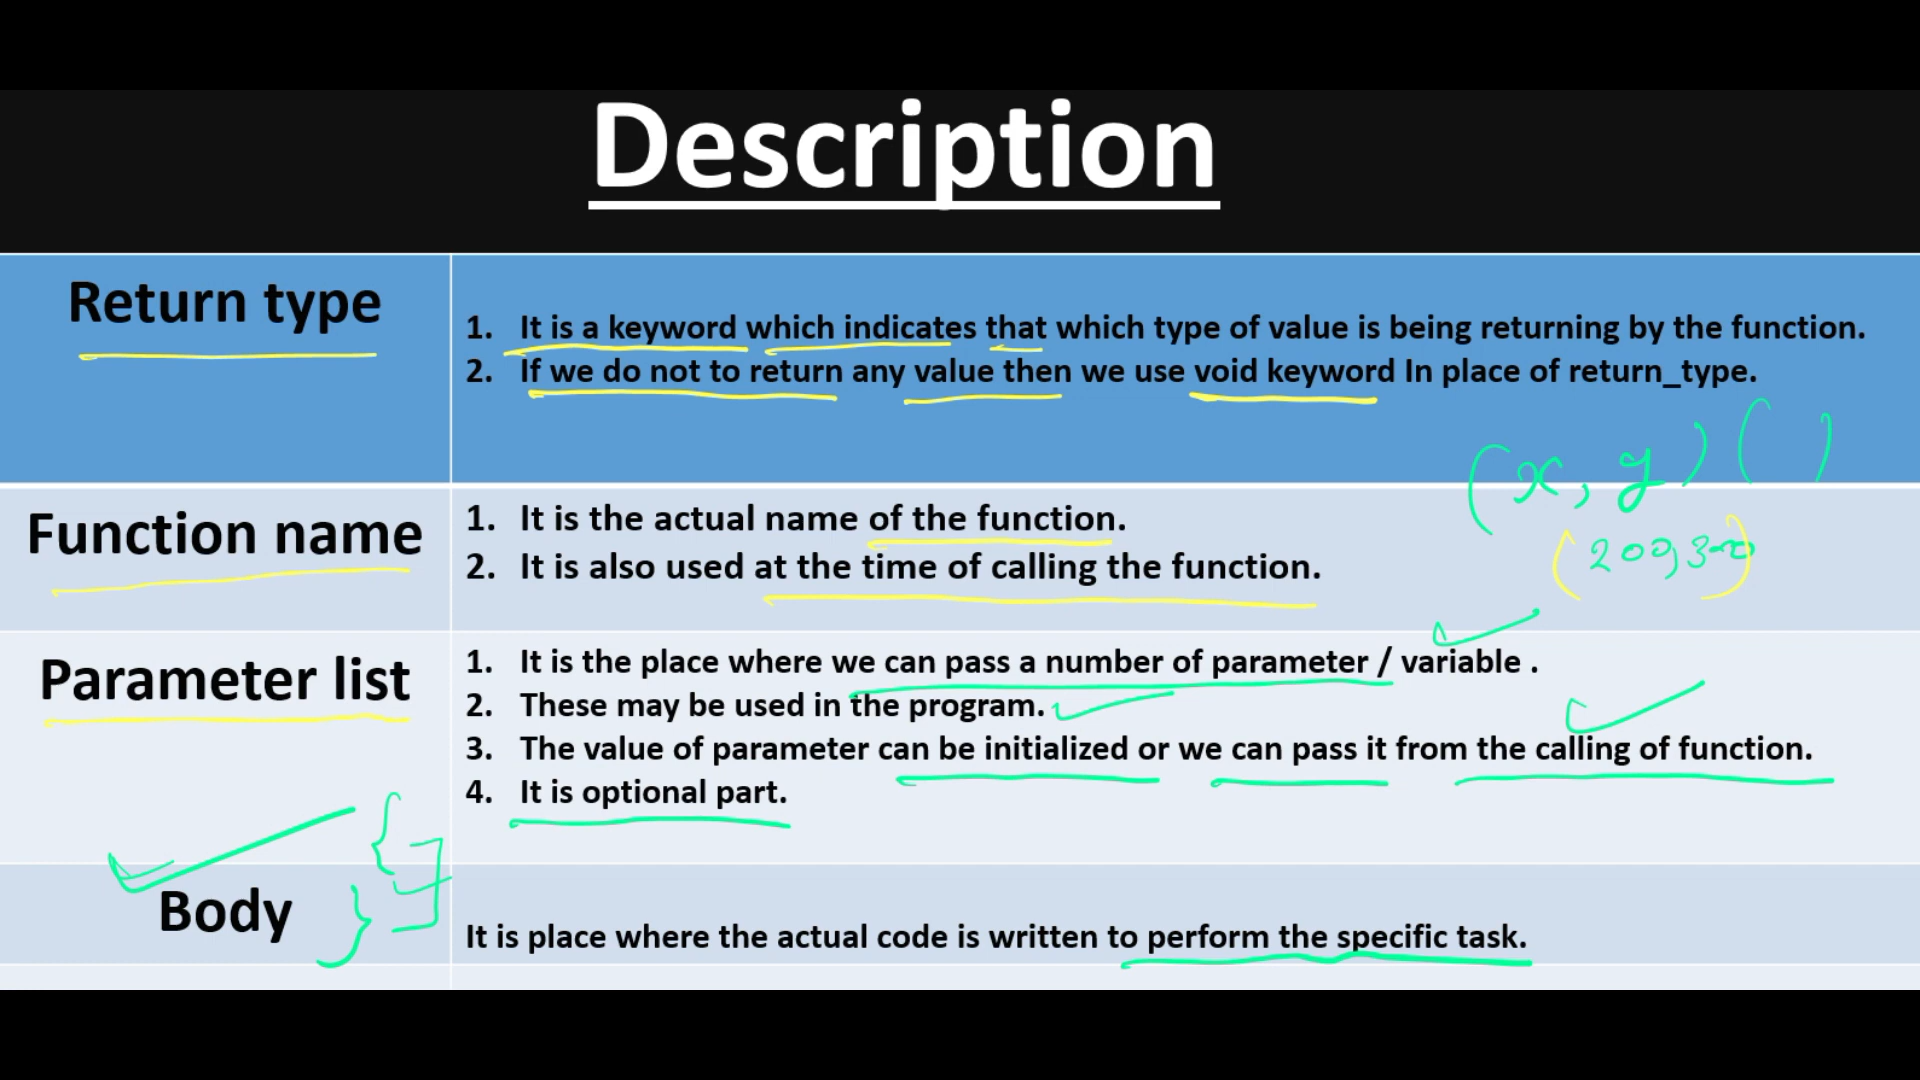 Description
Return type
1. It is a keyword which indicates that which type of value is being returning by the function.
2. If we do not to return any value then we use void keyword In place of return_type.
(x, y) ( )
Function name
1. It is the actual name of the function.
2. It is also used at the time of calling the function.
(200,300)
Parameter list
1. It is the place where we can pass a number of parameter / variable .
2. These may be used in the program.
3. The value of parameter can be initialized or we can pass it from the calling of function.
4. It is optional part.
{
Body
}
It is place where the actual code is written to perform the specific task.